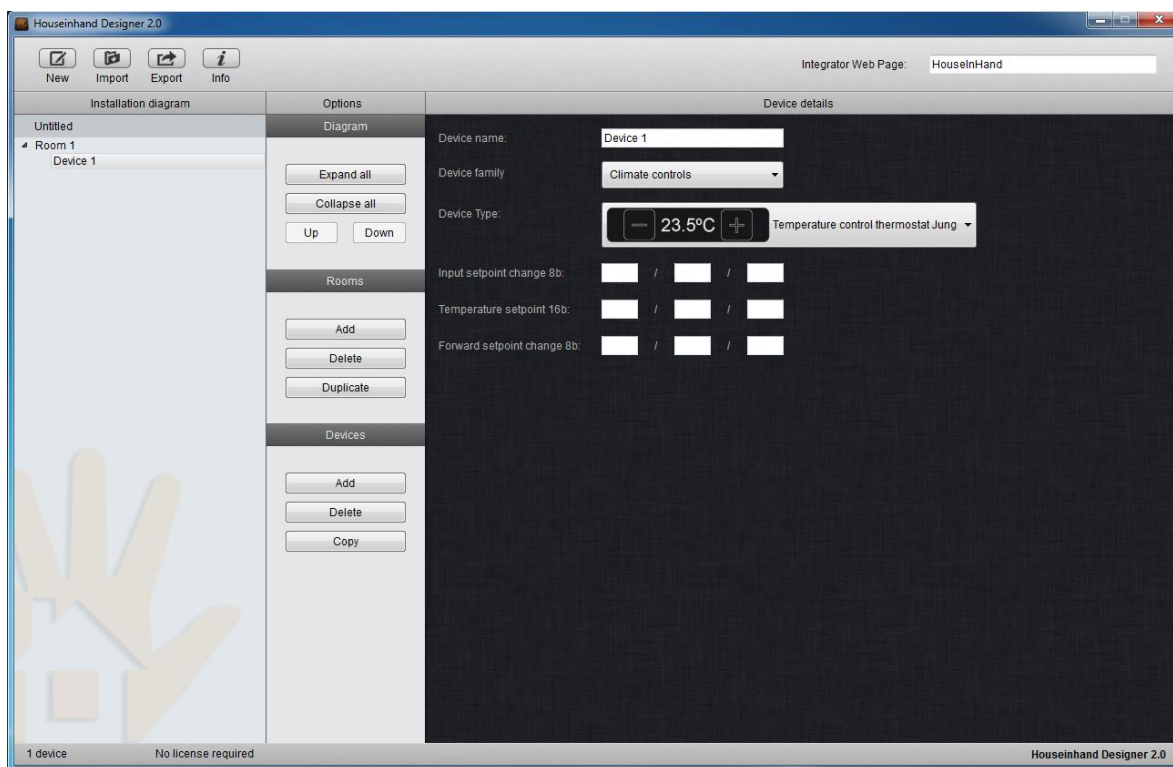 Houseinhand Designer 2.0
New Import Export Info
Integrator Web Page: HouseInHand
Installation diagram
Untitled
Room 1
Device 1
Options
Diagram
Expand all
Collapse all
Up Down
Rooms
Add
Delete
Duplicate
Devices
Add
Delete
Copy
Device details
Device name: Device 1
Device family Climate controls
Device Type: 23.5ºC Temperature control thermostat Jung
Input setpoint change 8b: / /
Temperature setpoint 16b: / /
Forward setpoint change 8b: / /
1 device No license required Houseinhand Designer 2.0